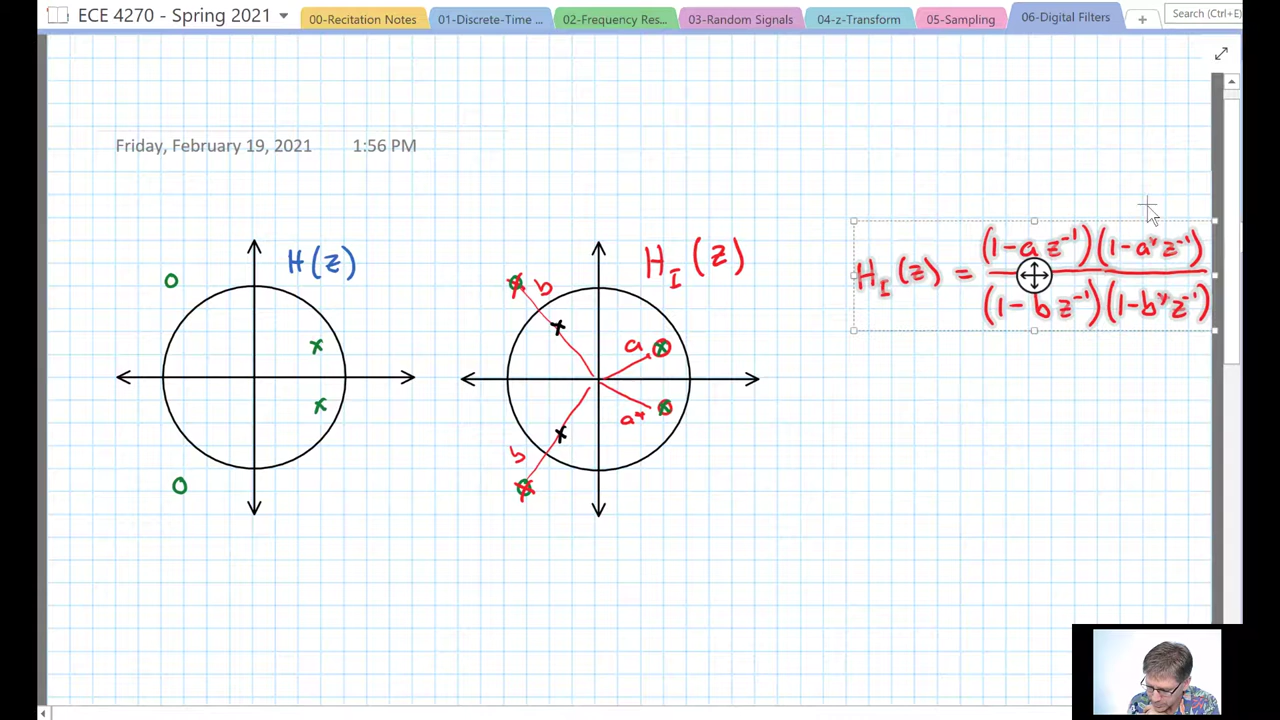 ECE 4270 - Spring 2021
00-Recitation Notes
01-Discrete-Time ...
02-Frequency Res...
03-Random Signals
04-z-Transform
05-Sampling
06-Digital Filters
Search (Ctrl+E)
Friday, February 19, 2021 1:56 PM
H(z)
H_I(z)
b
a
a*
b
H_I(z) = (1-az^{-1})(1-a*z^{-1})
(1-bz^{-1})(1-b*z^{-1})